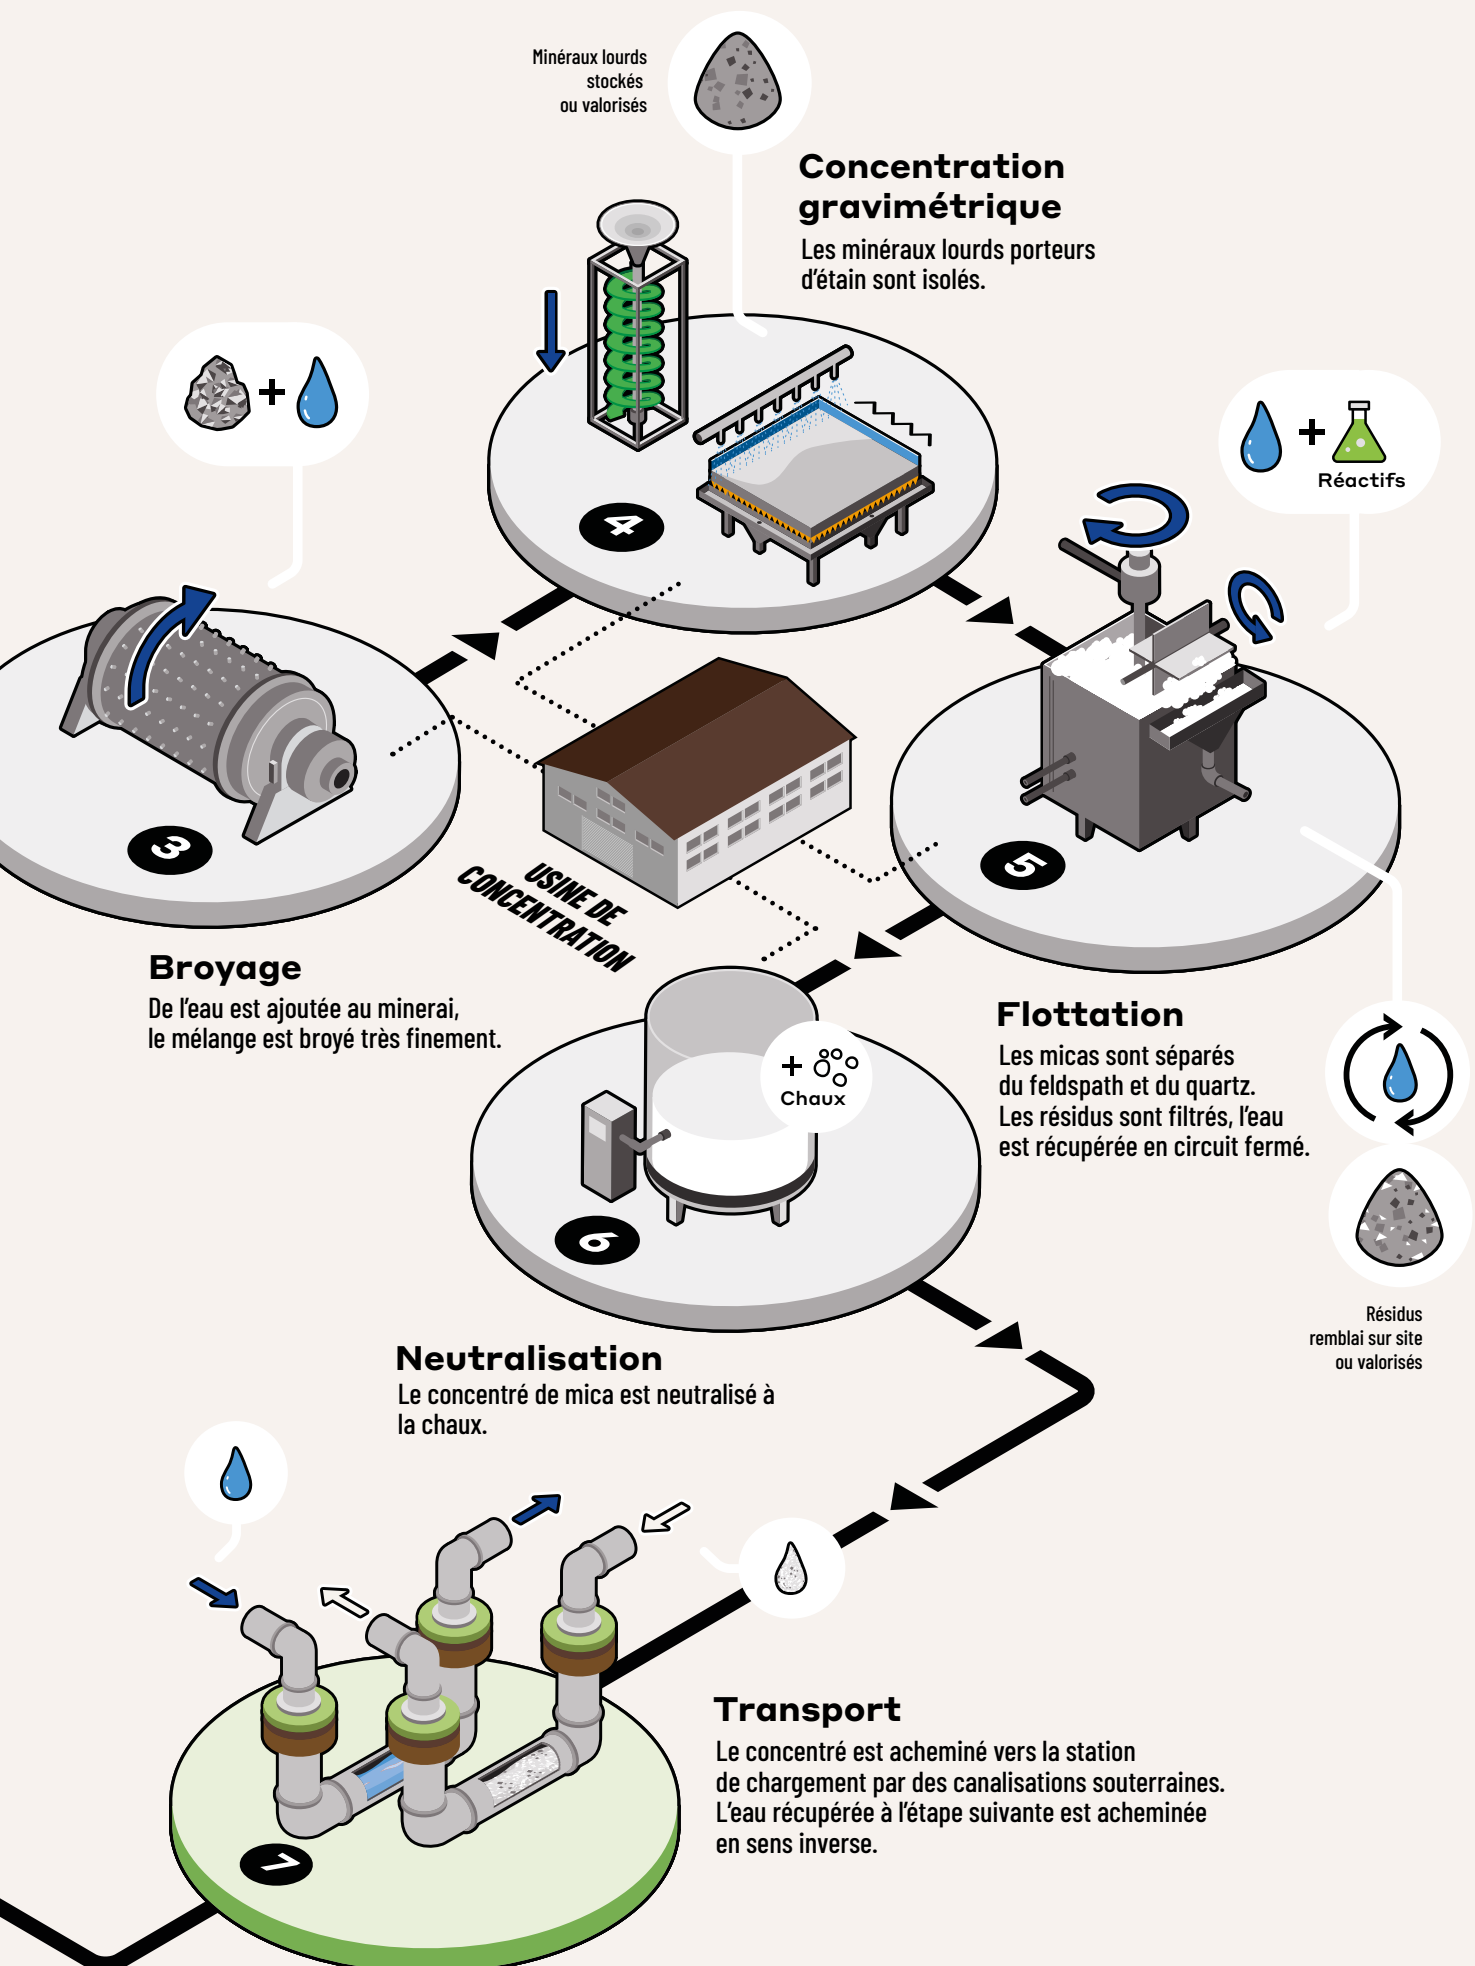 Minéraux lourds
stockés
ou valorisés
Concentration
gravimétrique
Les minéraux lourds porteurs
d'étain sont isolés.
+
+
Réactifs
4
3
5
USINE DE
CONCENTRATION
Broyage
De l'eau est ajoutée au minerai,
le mélange est broyé très finement.
Flottation
Les micas sont séparés
du feldspath et du quartz.
Les résidus sont filtrés, l'eau
est récupérée en circuit fermé.
+
Chaux
6
Résidus
remblai sur site
ou valorisés
Neutralisation
Le concentré de mica est neutralisé à
la chaux.
Transport
Le concentré est acheminé vers la station
de chargement par des canalisations souterraines.
L'eau récupérée à l'étape suivante est acheminée
en sens inverse.
7